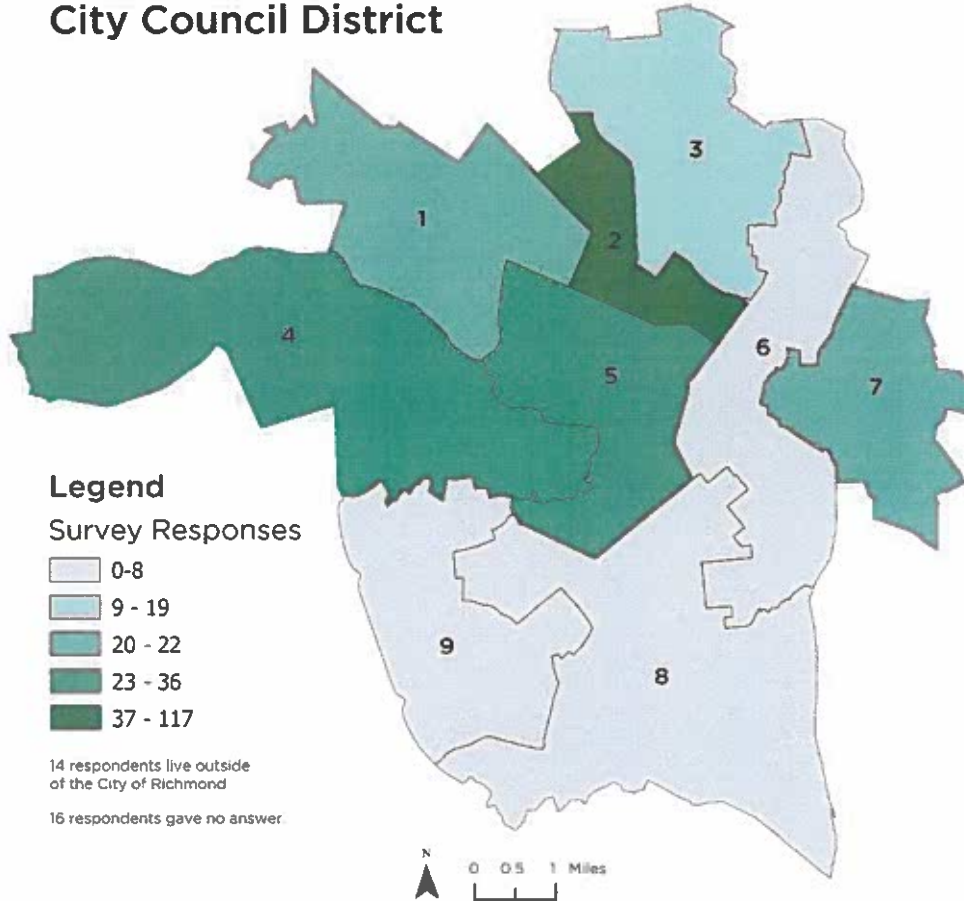 City Council District
3
1
2
4
6
5
7
Legend
Survey Responses
0-8
9 - 19
20 - 22
23 - 36
37 - 117
9
8
14 respondents live outside
of the City of Richmond
16 respondents gave no answer.
N
0 0.5 1 Miles